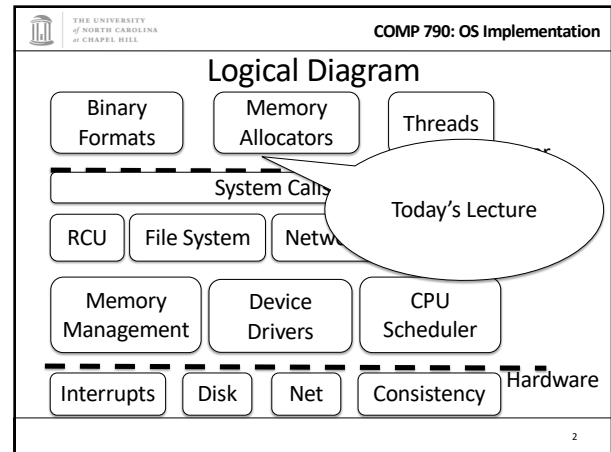 THE UNIVERSITY
of NORTH CAROLINA
at CHAPEL HILL
COMP 790: OS Implementation
Logical Diagram
Binary
Formats
Memory
Allocators
Threads
System Calls
Today's Lecture
RCU
File System
Memory
Management
Device
Drivers
CPU
Scheduler
Hardware
Interrupts
Disk
Net
Consistency
2